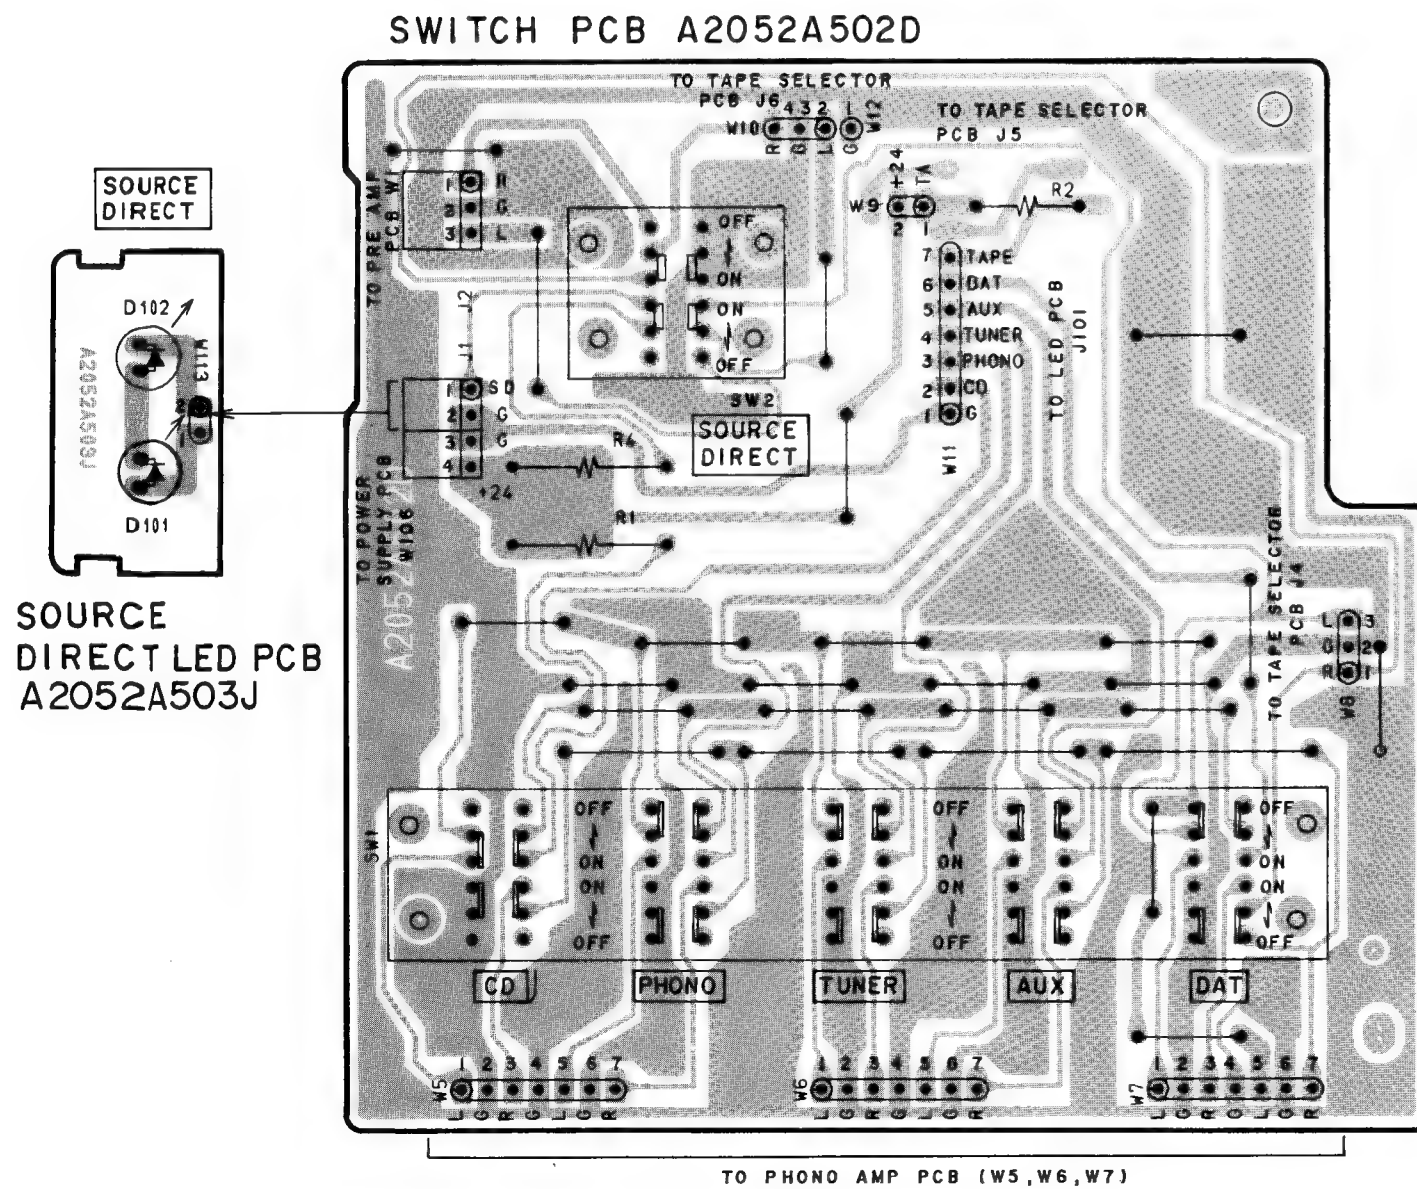 SWITCH PCB A2052A502D
TO TAPE SELECTOR
PCB J6
4 3 2 1
W10
R G L G
W12
TO TAPE SELECTOR
PCB J5
+24 TA
W9
2 1
R2
TO PRE AMP
PCB W1
1
2 G
3 L
J2
OFF
ON
ON
OFF
SW2
SOURCE
DIRECT
7 TAPE
6 DAT
5 AUX
4 TUNER
3 PHONO
2 CD
1 G
W11
TO LED PCB
J101
J1
1 SD
2 G
3 G
4
+24
R4
R1
TO POWER
SUPPLY PCB
W106
A2052
SOURCE
DIRECT
D102
W113
2
1
A2052A503J
D101
SOURCE
DIRECT LED PCB
A2052A503J
TO TAPE SELECTOR
PCB J4
L 3
G 2
R 1
W8
SW1
OFF OFF OFF
ON ON ON
ON ON ON
OFF OFF OFF
CD PHONO TUNER AUX DAT
W5
1 2 3 4 5 6 7
L G R G L G R
W6
1 2 3 4 5 6 7
L G R G L G R
W7
1 2 3 4 5 6 7
L G R G L G R
TO PHONO AMP PCB (W5,W6,W7)